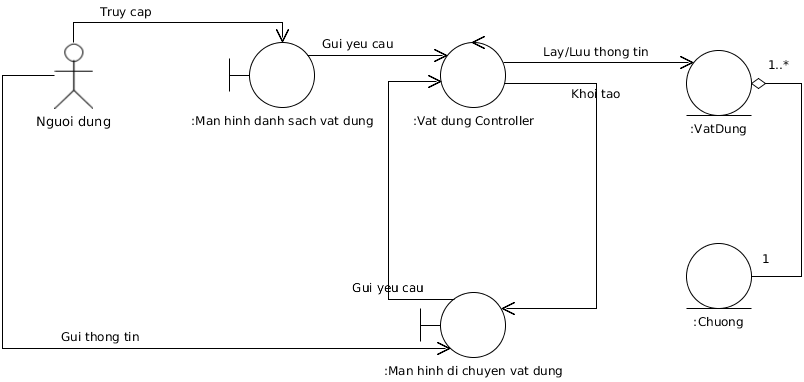 Truy cap
Gui yeu cau
Lay/Luu thong tin
1..*
Khoi tao
Nguoi dung
:Man hinh danh sach vat dung
:Vat dung Controller
:VatDung
1
Gui yeu cau
:Chuong
Gui thong tin
:Man hinh di chuyen vat dung